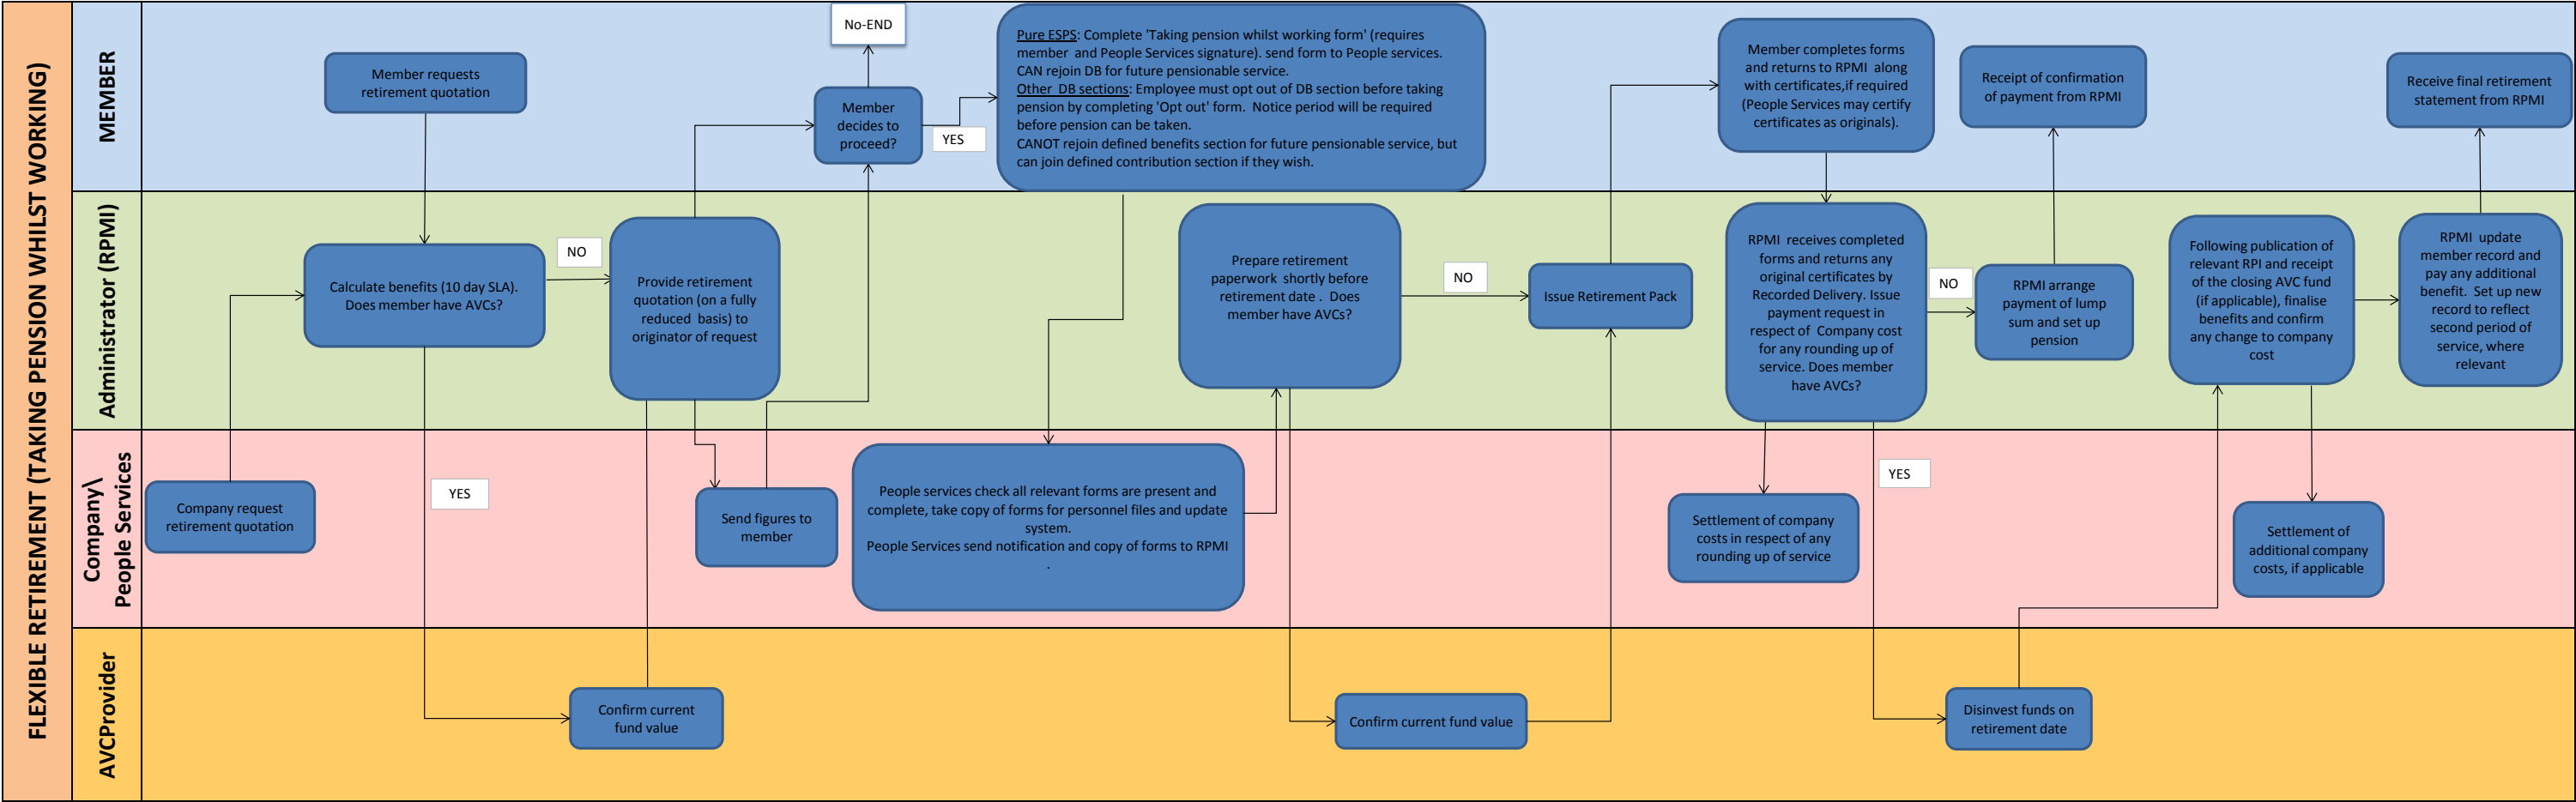 FLEXIBLE RETIREMENT (TAKING PENSION WHILST WORKING)
MEMBER
Member requests
retirement quotation
No-END
Member
decides to
proceed?
YES
Pure ESPS: Complete 'Taking pension whilst working form' (requires
member and People Services signature). send form to People services.
CAN rejoin DB for future pensionable service.
Other DB sections: Employee must opt out of DB section before taking
pension by completing 'Opt out' form. Notice period will be required
before pension can be taken.
CANOT rejoin defined benefits section for future pensionable service, but
can join defined contribution section if they wish.
Member completes forms
and returns to RPMI along
with certificates,if required
(People Services may certify
certificates as originals).
Receipt of confirmation
of payment from RPMI
Receive final retirement
statement from RPMI
Administrator (RPMI)
Calculate benefits (10 day SLA).
Does member have AVCs?
NO
Provide retirement
quotation (on a fully
reduced basis) to
originator of request
Prepare retirement
paperwork shortly before
retirement date . Does
member have AVCs?
NO
Issue Retirement Pack
RPMI receives completed
forms and returns any
original certificates by
Recorded Delivery. Issue
payment request in
respect of Company cost
for any rounding up of
service. Does member
have AVCs?
NO
RPMI arrange
payment of lump
sum and set up
pension
Following publication of
relevant RPI and receipt
of the closing AVC fund
(if applicable), finalise
benefits and confirm
any change to company
cost
RPMI update
member record and
pay any additional
benefit. Set up new
record to reflect
second period of
service, where
relevant
Company\
People Services
Company request
retirement quotation
YES
Send figures to
member
People services check all relevant forms are present and
complete, take copy of forms for personnel files and update
system.
People Services send notification and copy of forms to RPMI
.
Settlement of company
costs in respect of any
rounding up of service
YES
Settlement of
additional company
costs, if applicable
AVCProvider
Confirm current
fund value
Confirm current fund value
Disinvest funds on
retirement date